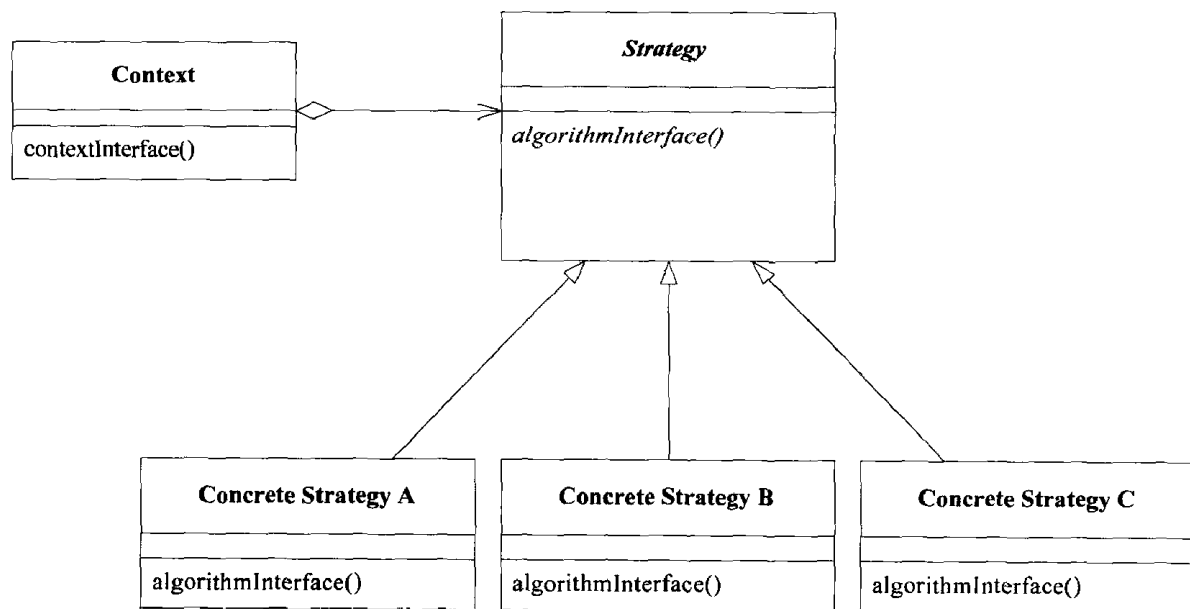 Strategy
Context
algorithmInterface()
contextInterface()
Concrete Strategy A
Concrete Strategy B
Concrete Strategy C
algorithmInterface()
algorithmInterface()
algorithmInterface()